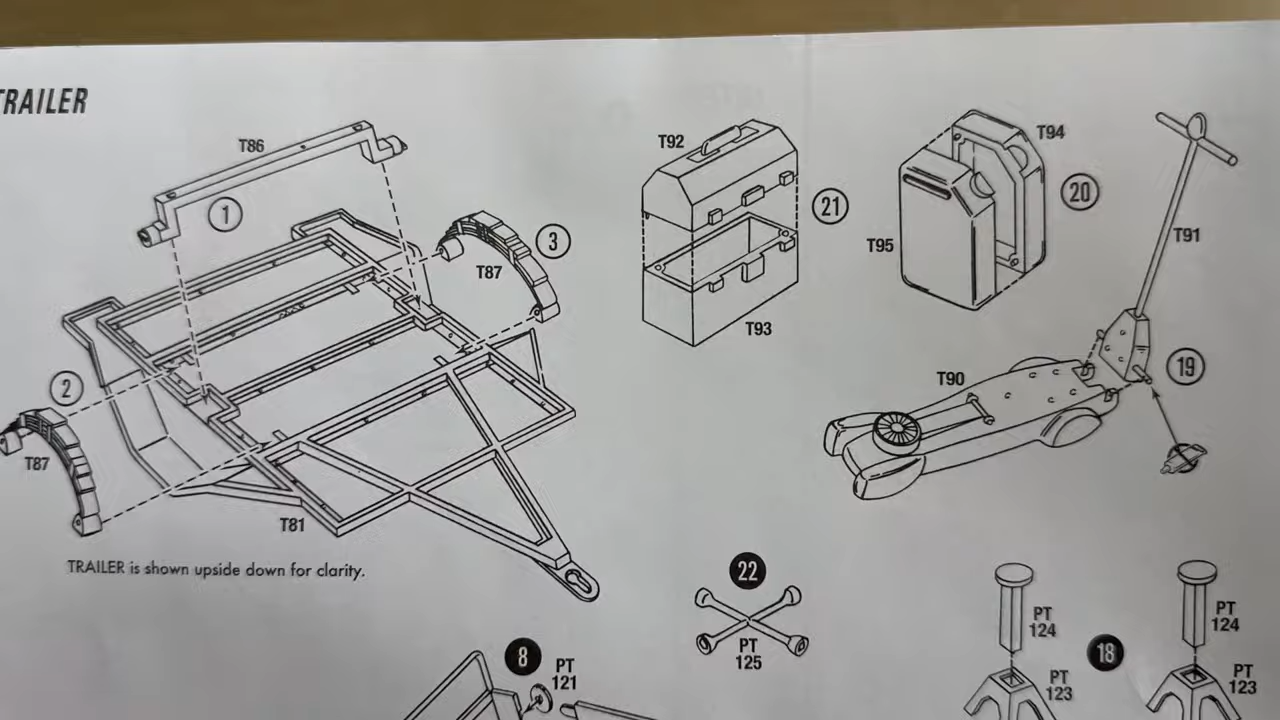 TRAILER
T86
1
3
T87
2
T87
T81
TRAILER is shown upside down for clarity.
T92
21
T93
T94
20
T95
T91
T90
19
22
PT
125
8
PT
121
PT
124
18
PT
123
PT
124
PT
123